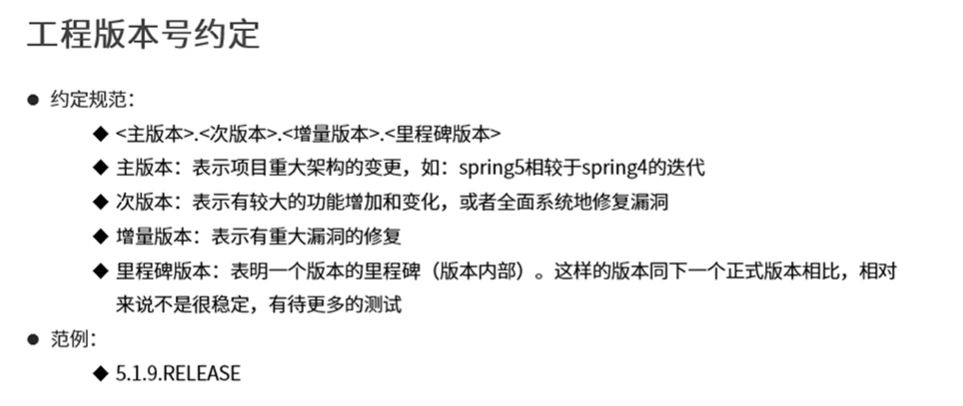 工程版本号约定
● 约定规范：
◆ <主版本>.<次版本>.<增量版本>.<里程碑版本>
◆ 主版本：表示项目重大架构的变更，如：spring5相较于spring4的迭代
◆ 次版本：表示有较大的功能增加和变化，或者全面系统地修复漏洞
◆ 增量版本：表示有重大漏洞的修复
◆ 里程碑版本：表明一个版本的里程碑（版本内部）。这样的版本同下一个正式版本相比，相对
来说不是很稳定，有待更多的测试
● 范例：
◆ 5.1.9.RELEASE